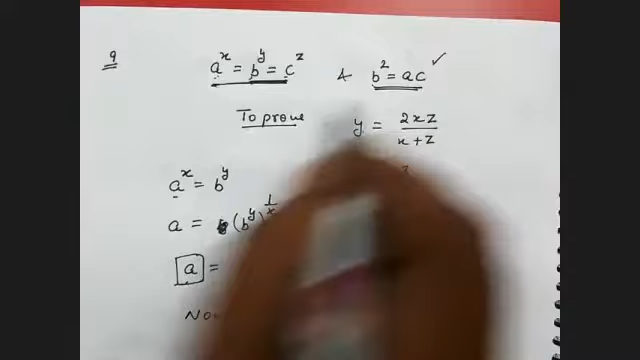 9
a^x = b^y = c^z & b^2 = ac ✓
To prove y = 2xz / x+z
a^x = b^y
a = (b^y)^1/x
a =